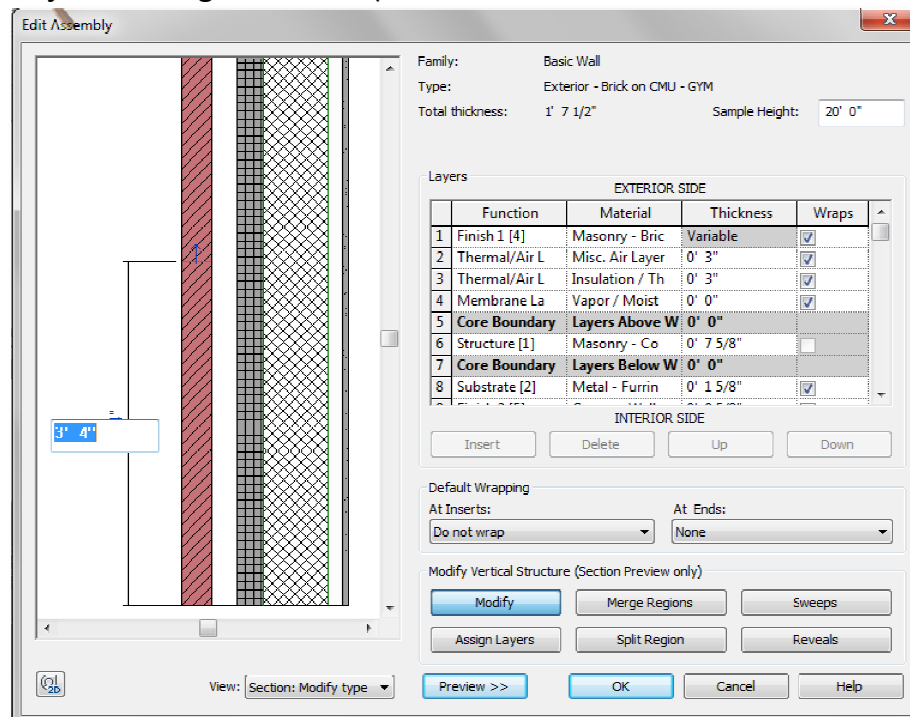 Edit Assembly
Family: Basic Wall
Type: Exterior - Brick on CMU - GYM
Total thickness: 1' 7 1/2" Sample Height: 20' 0"
Layers
EXTERIOR SIDE
Function Material Thickness Wraps
1 Finish 1 [4] Masonry - Bric Variable
2 Thermal/Air L Misc. Air Layer 0' 3"
3 Thermal/Air L Insulation / Th 0' 3"
4 Membrane La Vapor / Moist 0' 0"
5 Core Boundary Layers Above W 0' 0"
6 Structure [1] Masonry - Co 0' 7 5/8"
7 Core Boundary Layers Below W 0' 0"
8 Substrate [2] Metal - Furrin 0' 1 5/8"
INTERIOR SIDE
3' 4"
Insert Delete Up Down
Default Wrapping
At Inserts: At Ends:
Do not wrap None
Modify Vertical Structure (Section Preview only)
Modify Merge Regions Sweeps
Assign Layers Split Region Reveals
2D View: Section: Modify type Preview >> OK Cancel Help